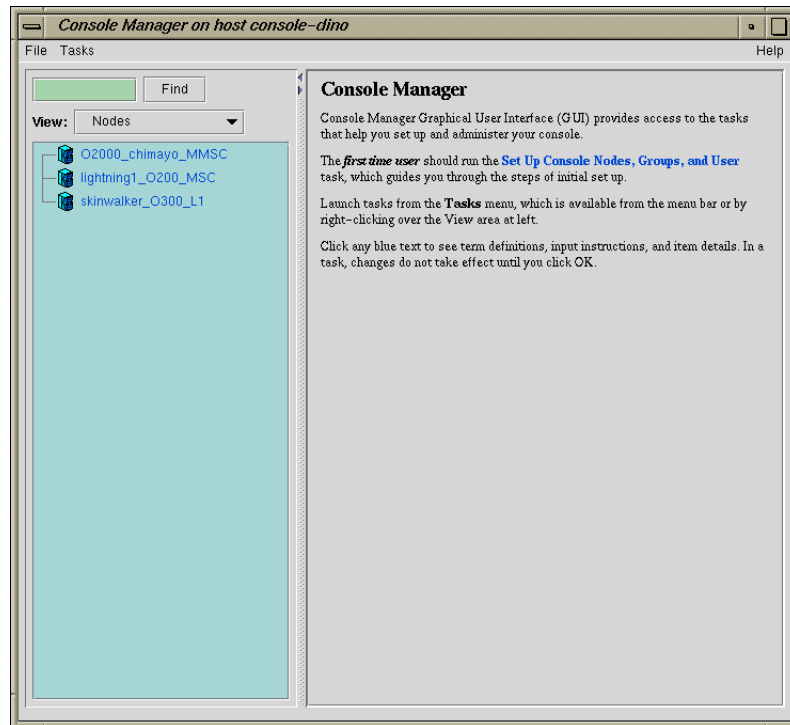 Console Manager on host console-dino
File Tasks Help
Find
View: Nodes
O2000_chimayo_MMSC
lightning1_O200_MSC
skinwalker_O300_L1
Console Manager
Console Manager Graphical User Interface (GUI) provides access to the tasks
that help you set up and administer your console.
The first time user should run the Set Up Console Nodes, Groups, and User
task, which guides you through the steps of initial set up.
Launch tasks from the Tasks menu, which is available from the menu bar or by
right-clicking over the View area at left.
Click any blue text to see term definitions, input instructions, and item details. In a
task, changes do not take effect until you click OK.